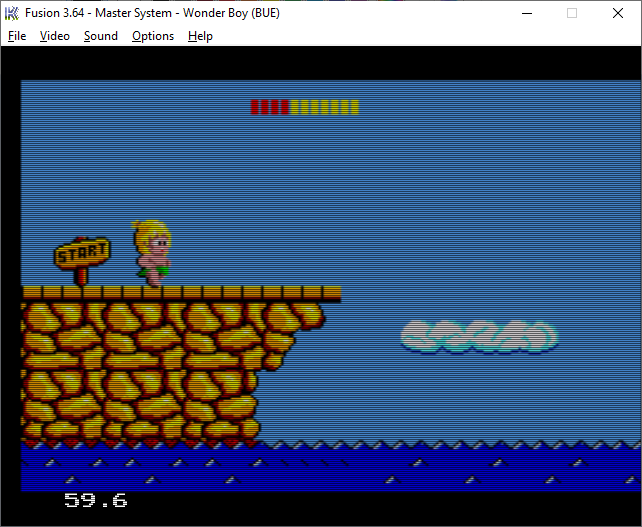 Fusion 3.64 - Master System - Wonder Boy (BUE)
File Video Sound Options Help
START
59.6